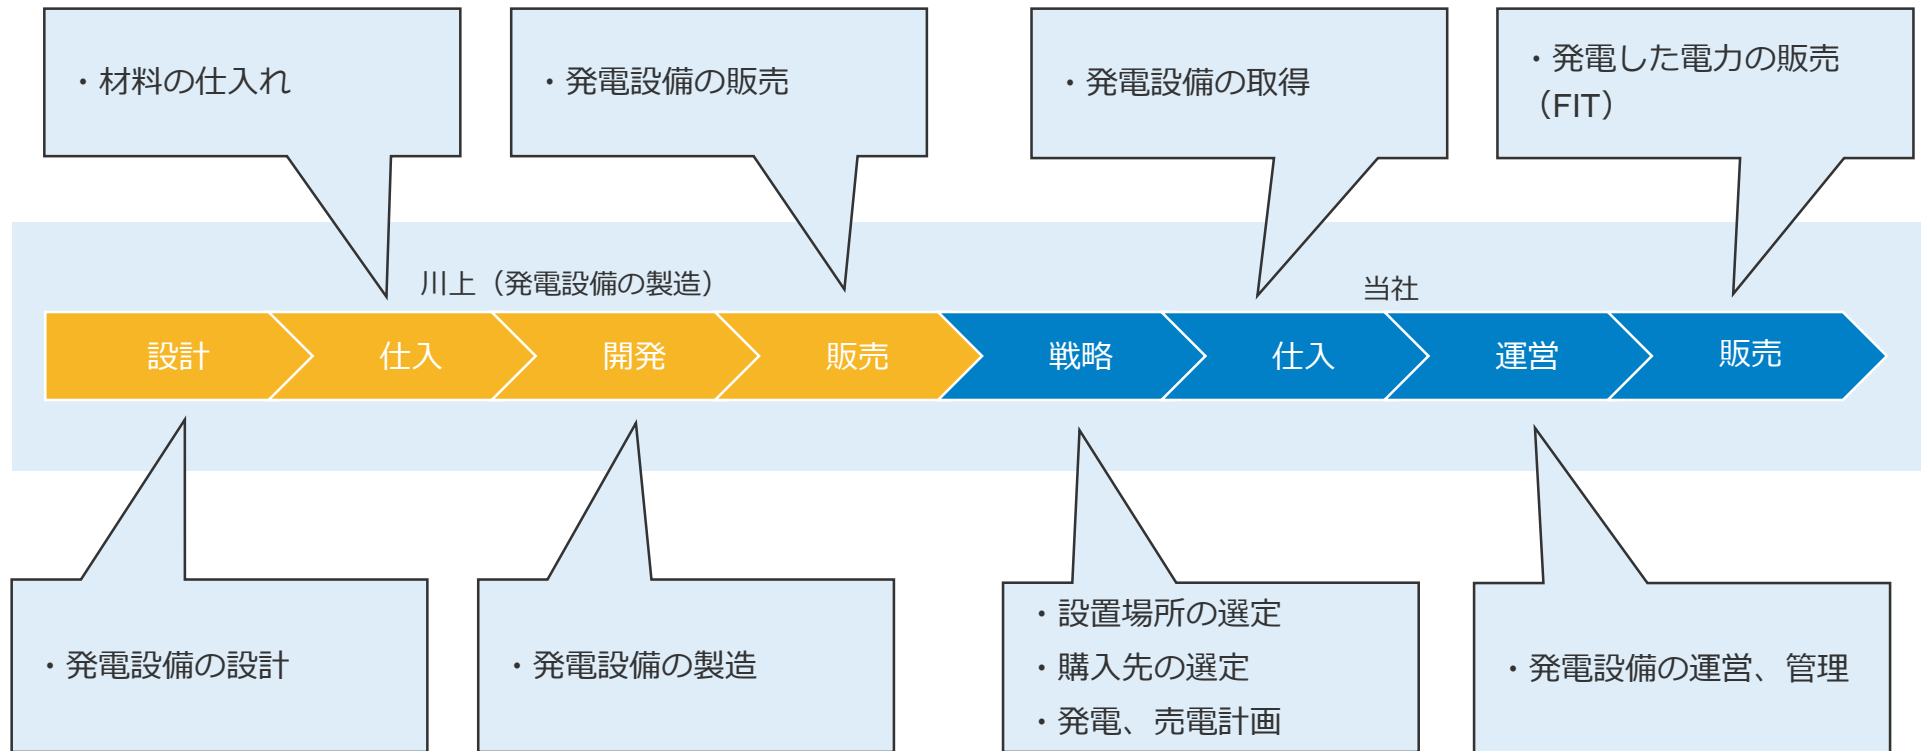 ・材料の仕入れ
・発電設備の販売
・発電設備の取得
・発電した電力の販売
（FIT）
川上（発電設備の製造）
当社
設計
仕入
開発
販売
戦略
仕入
運営
販売
・発電設備の設計
・発電設備の製造
・設置場所の選定
・購入先の選定
・発電、売電計画
・発電設備の運営、管理